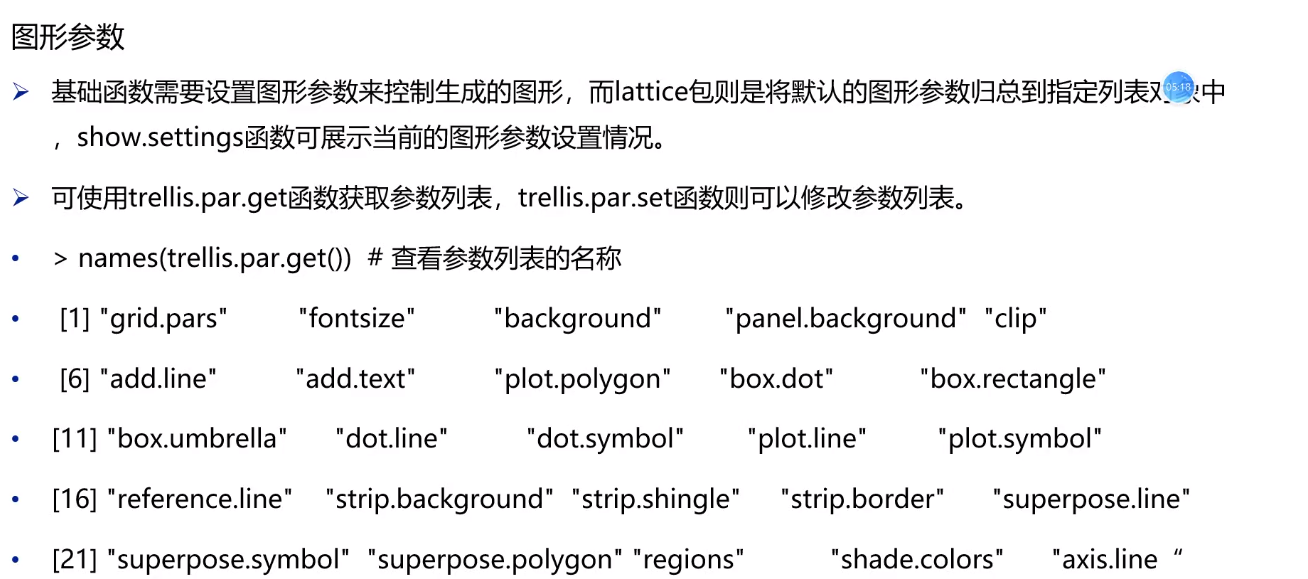 图形参数
➢ 基础函数需要设置图形参数来控制生成的图形，而lattice包则是将默认的图形参数归总到指定列表对象中
，show.settings函数可展示当前的图形参数设置情况。
➢ 可使用trellis.par.get函数获取参数列表，trellis.par.set函数则可以修改参数列表。
• > names(trellis.par.get())  # 查看参数列表的名称
• [1] "grid.pars" "fontsize" "background" "panel.background" "clip"
• [6] "add.line" "add.text" "plot.polygon" "box.dot" "box.rectangle"
• [11] "box.umbrella" "dot.line" "dot.symbol" "plot.line" "plot.symbol"
• [16] "reference.line" "strip.background" "strip.shingle" "strip.border" "superpose.line"
• [21] "superpose.symbol" "superpose.polygon" "regions" "shade.colors" "axis.line “
05:18